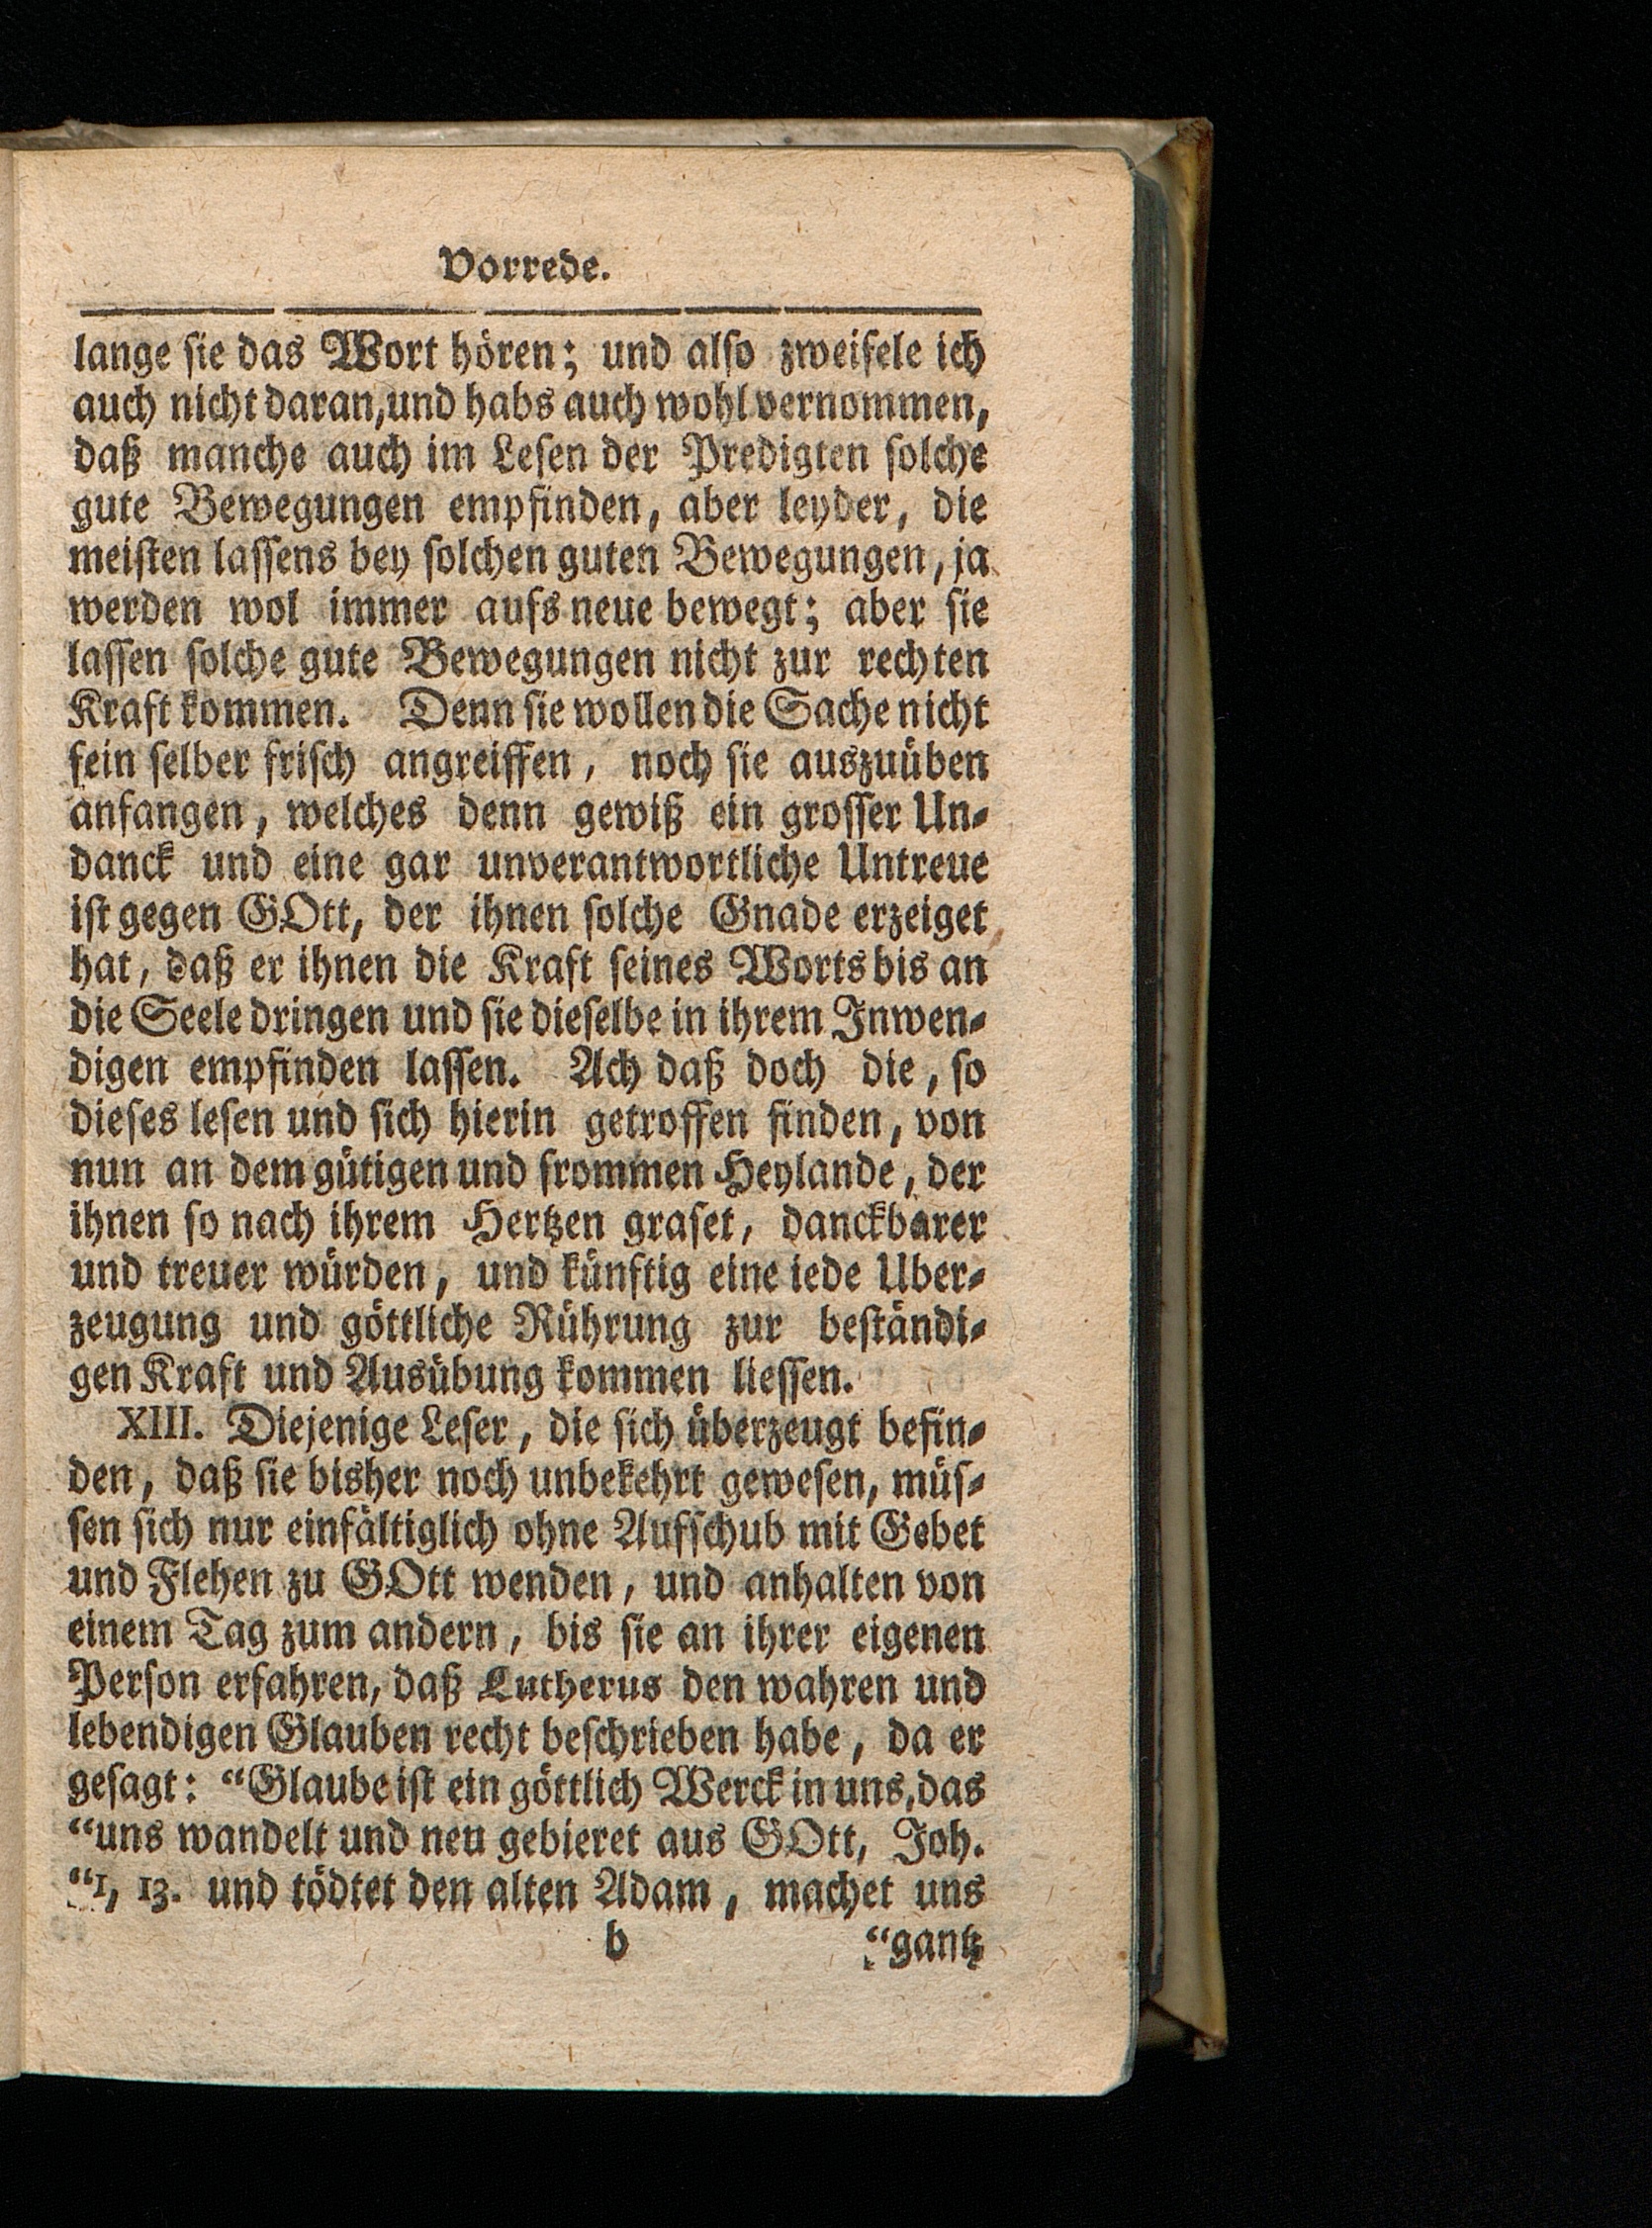 Vorrede.
lange sie das Wort hören; und also zweifele ich
auch nicht daran, und habs auch wohl vernommen,
daß manche auch im Lesen der Predigten solche
gute Bewegungen empfinden, aber leyder, die
meisten lassens bey solchen guten Bewegungen, ja
werden wol immer aufs neue bewegt; aber sie
lassen solche gute Bewegungen nicht zur rechten
Kraft kommen. Denn sie wollen die Sache nicht
fein selber frisch angreiffen, noch sie auszuüben
anfangen, welches denn gewiß ein grosser Un-
danck und eine gar unverantwortliche Untreue
ist gegen GOtt, der ihnen solche Gnade erzeiget
hat, daß er ihnen die Kraft seines Worts bis an
die Seele dringen und sie dieselbe in ihrem Inwen-
digen empfinden lassen. Ach daß doch die, so
dieses lesen und sich hierin getroffen finden, von
nun an dem gütigen und frommen Heylande, der
ihnen so nach ihrem Hertzen graset, danckbarer
und treuer würden, und künftig eine iede Uber-
zeugung und göttliche Rührung zur beständi-
gen Kraft und Ausübung kommen liessen.
XIII. Diejenige Leser, die sich überzeugt befin-
den, daß sie bisher noch unbekehrt gewesen, müs-
sen sich nur einfältiglich ohne Aufschub mit Gebet
und Flehen zu GOtt wenden, und anhalten von
einem Tag zum andern, bis sie an ihrer eigenen
Person erfahren, daß Lutherus den wahren und
lebendigen Glauben recht beschrieben habe, da er
gesagt: “Glaube ist ein göttlich Werck in uns, das
“uns wandelt und neu gebieret aus GOtt, Joh.
“1, 13. und tödtet den alten Adam, machet uns
b “gantz